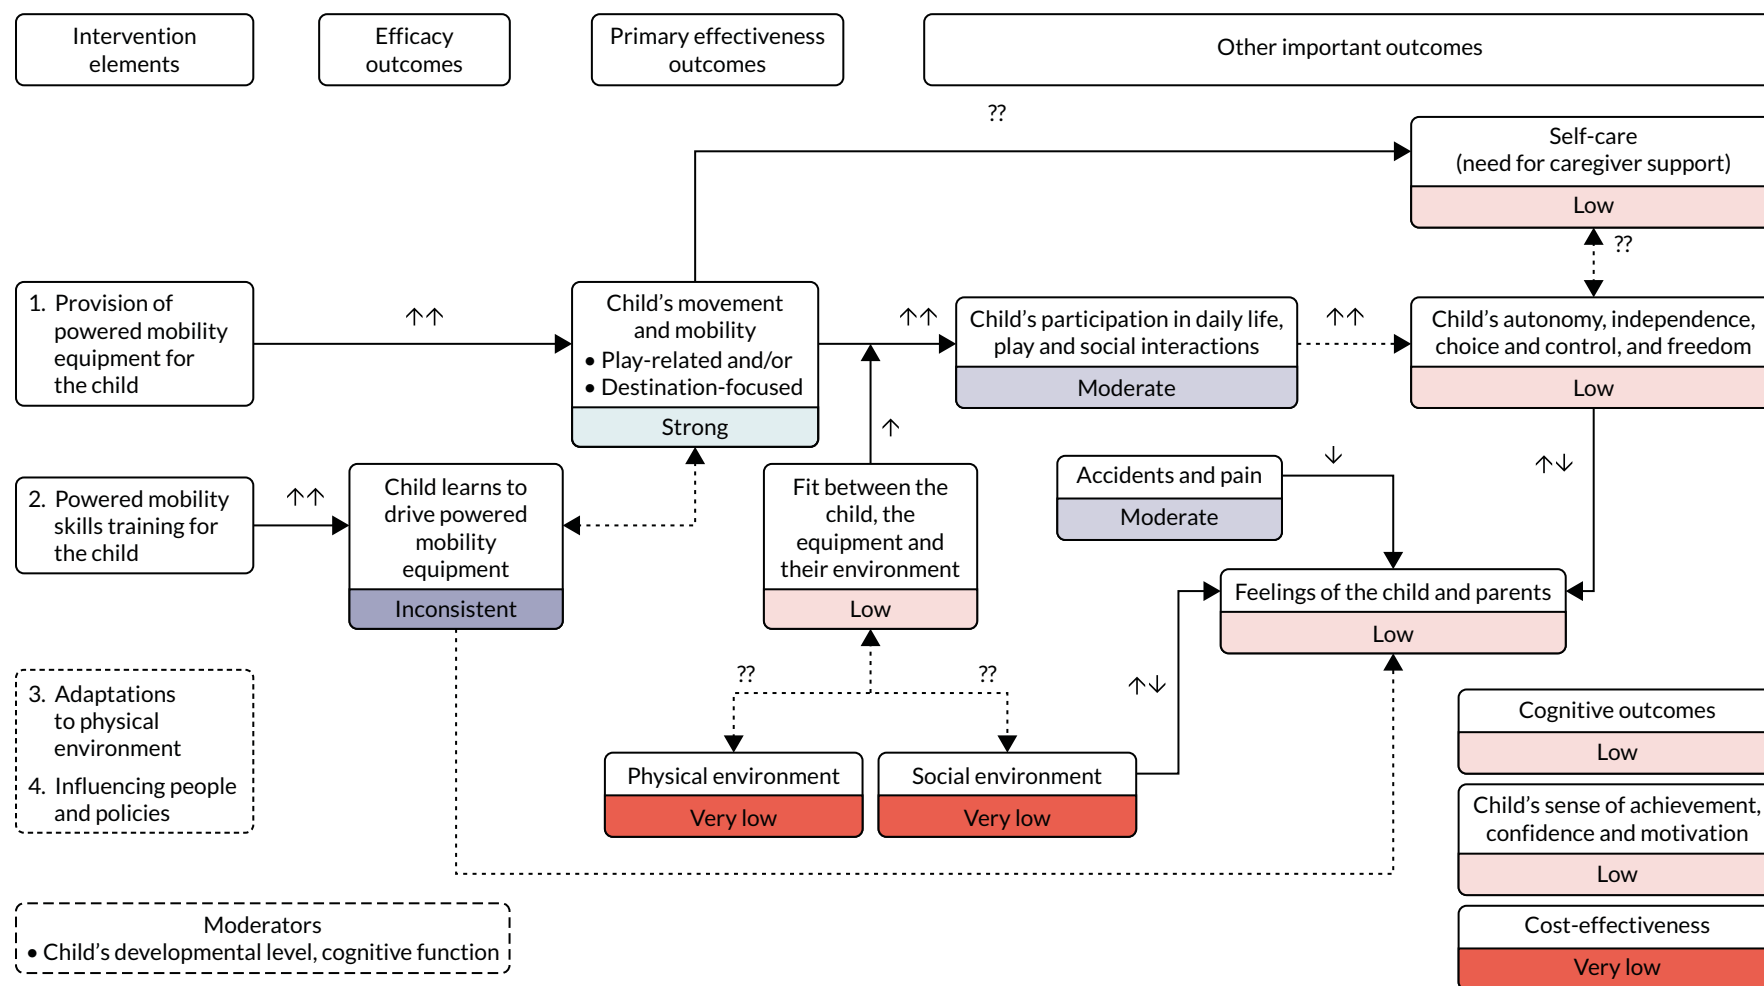 Intervention
elements
Efficacy
outcomes
Primary effectiveness
outcomes
Other important outcomes
??
Self-care
(need for caregiver support)
Low
??
1. Provision of
powered mobility
equipment for
the child
↑↑
Child’s movement
and mobility
• Play-related and/or
• Destination-focused
Strong
↑↑
Child’s participation in daily life,
play and social interactions
Moderate
↑↑
Child’s autonomy, independence,
choice and control, and freedom
Low
2. Powered mobility
skills training for
the child
↑↑
Child learns to
drive powered
mobility
equipment
Inconsistent
Fit between the
child, the
equipment and
their environment
Low
↑
Accidents and pain
Moderate
↓
↑↓
Feelings of the child and parents
Low
3. Adaptations
to physical
environment
4. Influencing people
and policies
??
??
↑↓
Physical environment
Very low
Social environment
Very low
Cognitive outcomes
Low
Child’s sense of achievement,
confidence and motivation
Low
Cost-effectiveness
Very low
Moderators
• Child’s developmental level, cognitive function